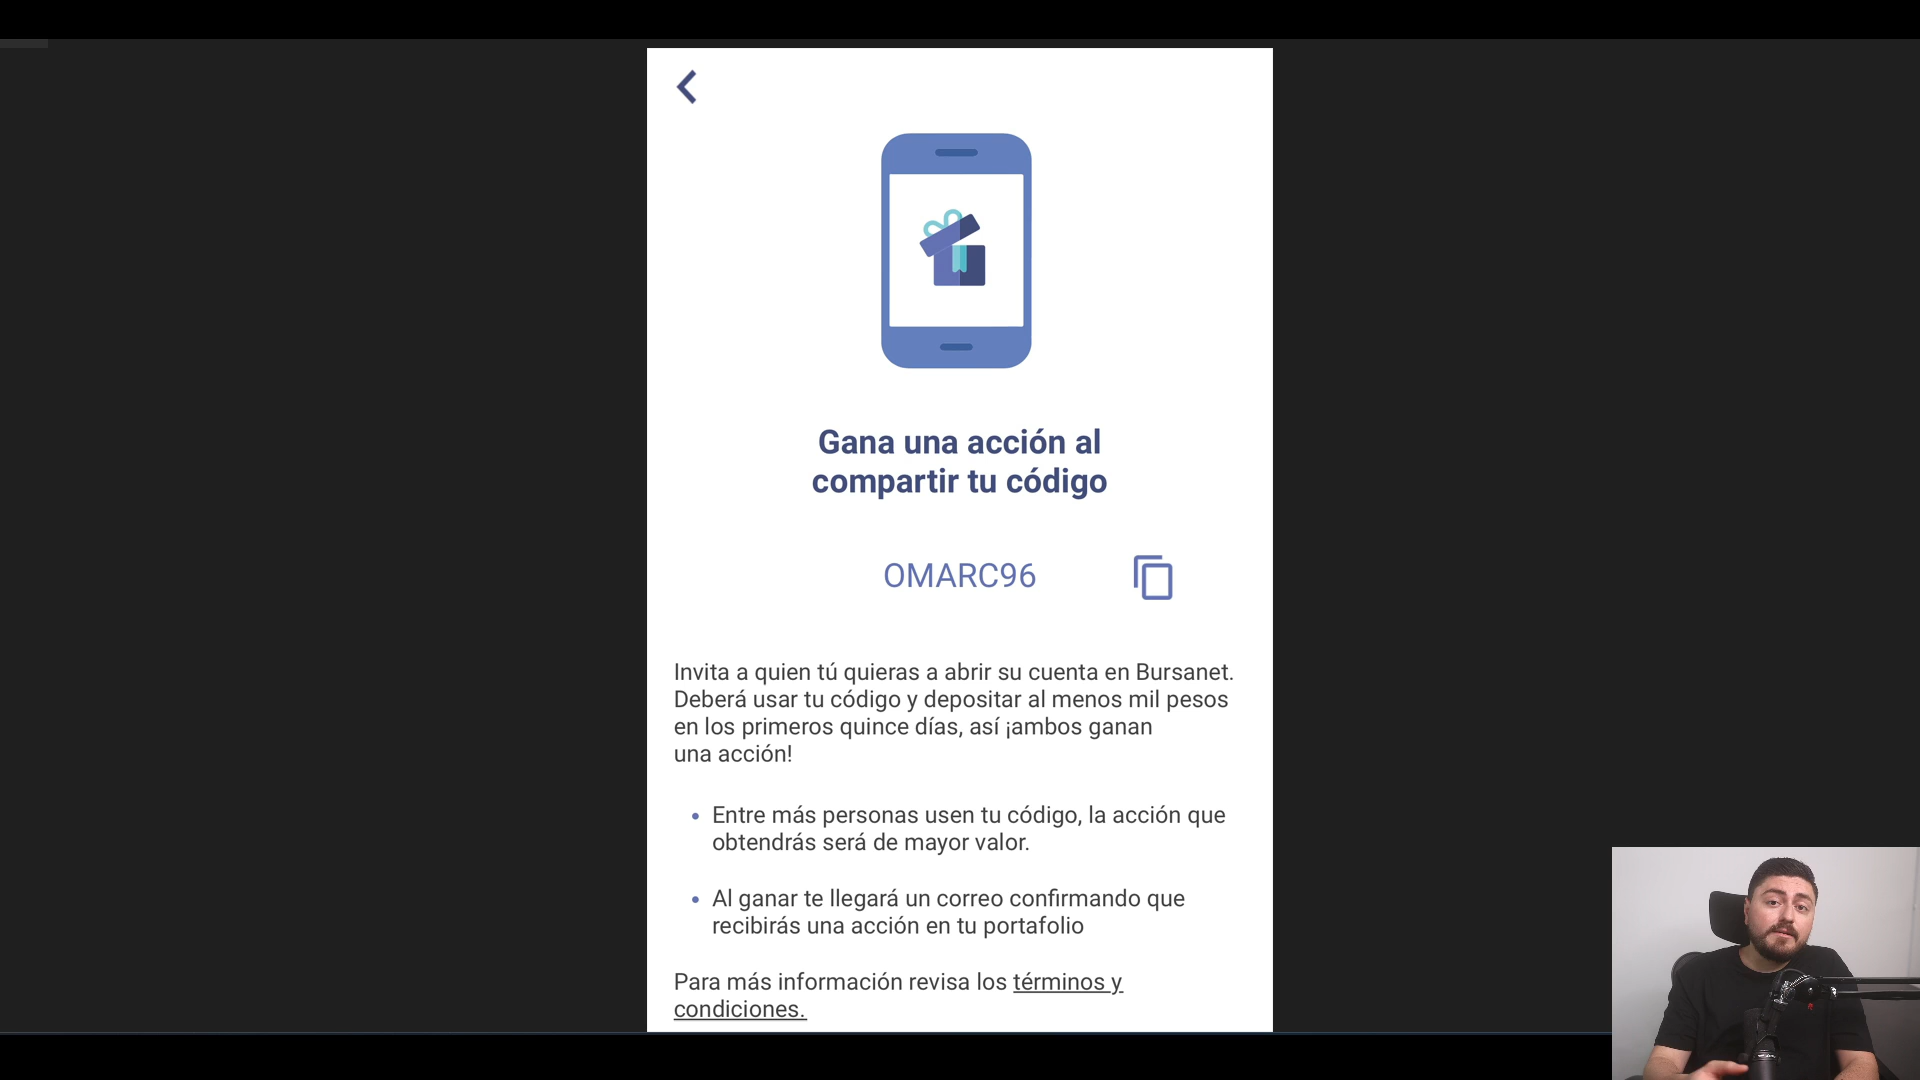 Gana una acción al
compartir tu código
OMARC96
Invita a quien tú quieras a abrir su cuenta en Bursanet.
Deberá usar tu código y depositar al menos mil pesos
en los primeros quince días, así ¡ambos ganan
una acción!
• Entre más personas usen tu código, la acción que
obtendrás será de mayor valor.
• Al ganar te llegará un correo confirmando que
recibirás una acción en tu portafolio
Para más información revisa los términos y
condiciones.